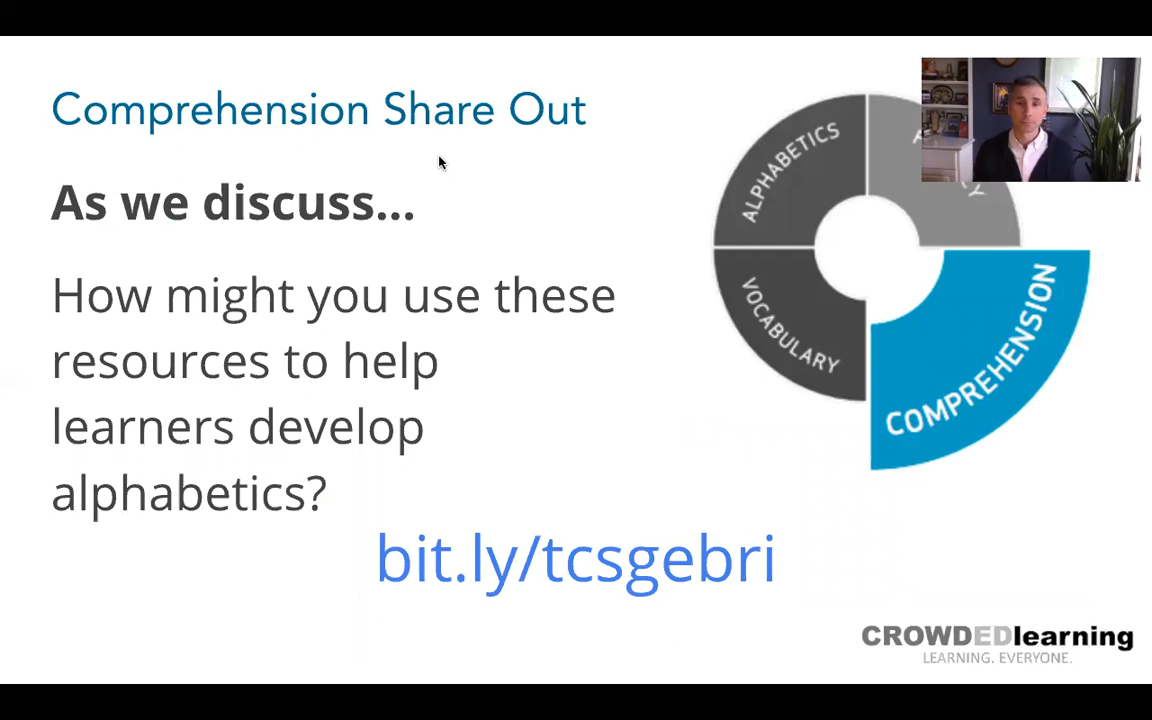 Comprehension Share Out
As we discuss...
How might you use these
resources to help
learners develop
alphabetics?
bit.ly/tcsgebri
ALPHABETICS
VOCABULARY
COMPREHENSION
CROWDEDlearning
LEARNING. EVERYONE.